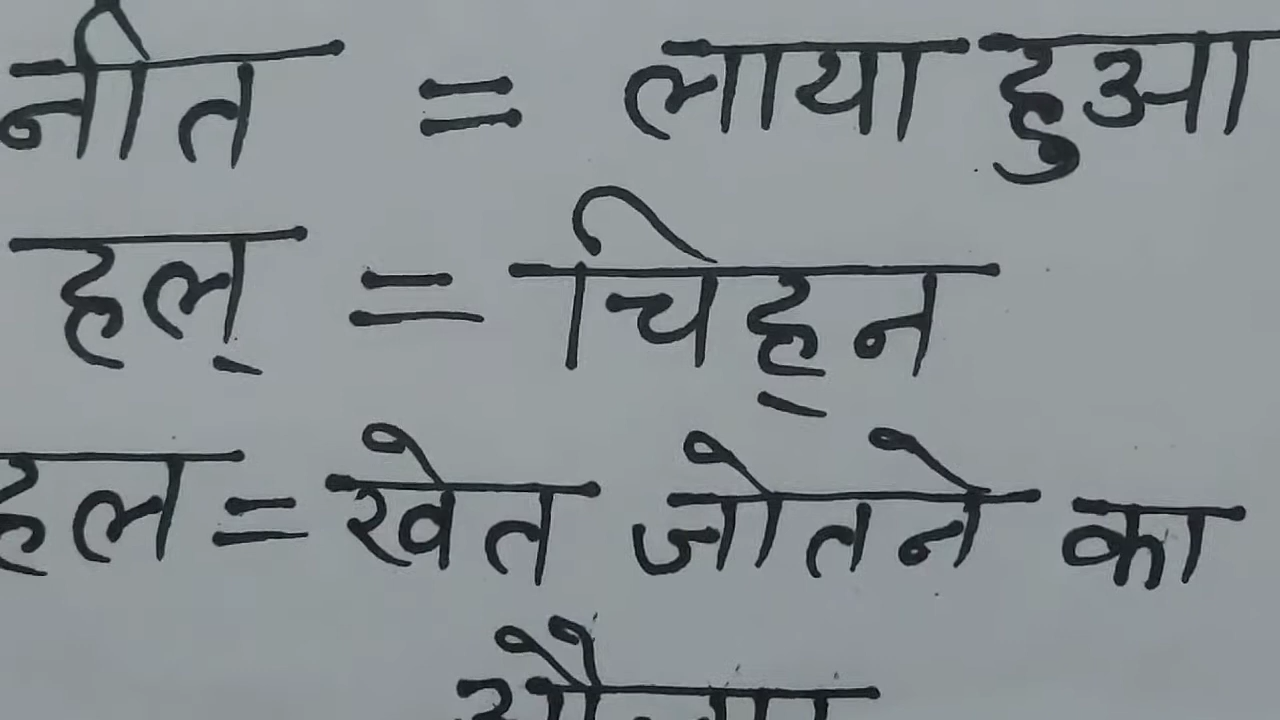 नीत = लाया हुआ
हल् = चिह्न
हल = खेत जोतने का